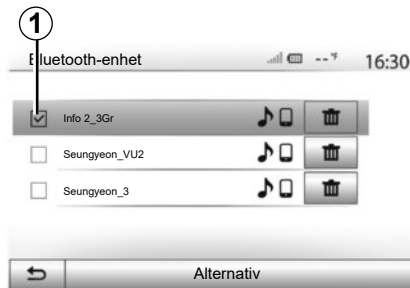 1
Bluetooth-enhet
--°F
16:30
Info 2_3Gr
Seungyeon_VU2
Seungyeon_3
Alternativ